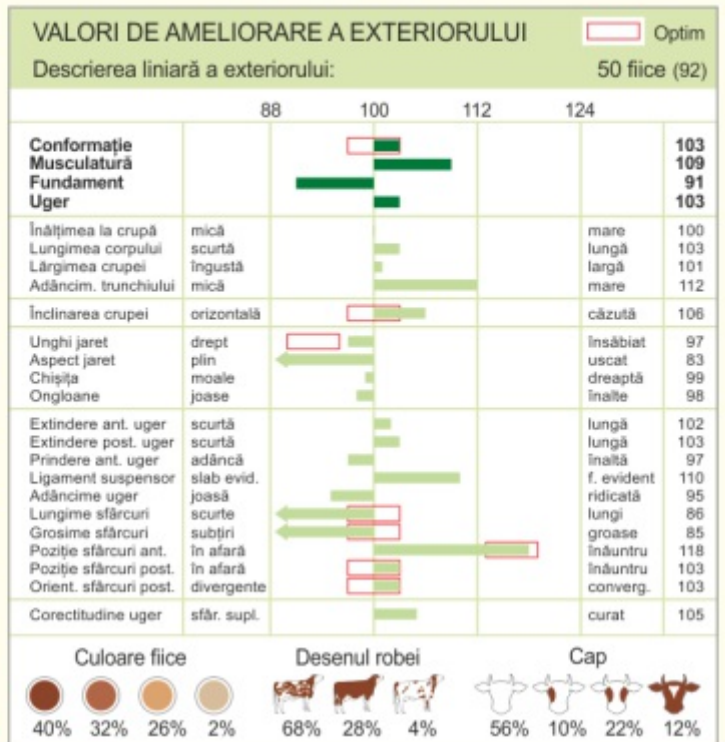 VALORI DE AMELIORARE A EXTERIORULUI Optim
Descrierea liniară a exteriorului: 50 fiice (92)
88 100 112 124
Conformație 103
Musculatură 109
Fundament 91
Uger 103
Înălțimea la crupă mică mare 100
Lungimea corpului scurtă lungă 103
Lărgimea crupei îngustă largă 101
Adâncim. trunchiului mică mare 112
Înclinarea crupei orizontală căzută 106
Unghi jaret drept însăbiat 97
Aspect jaret plin uscat 83
Chișița moale dreaptă 99
Ongloane joase înalte 98
Extindere ant. uger scurtă lungă 102
Extindere post. uger scurtă lungă 103
Prindere ant. uger adâncă înaltă 97
Ligament suspensor slab evid. f. evident 110
Adâncime uger joasă ridicată 95
Lungime sfârcuri scurte lungi 86
Grosime sfârcuri subțiri groase 85
Poziție sfârcuri ant. în afară înăuntru 118
Poziție sfârcuri post. în afară înăuntru 103
Orient. sfârcuri post. divergente converg. 103
Corectitudine uger sfâr. supl. curat 105
Culoare fiice Desenul robei Cap
40% 32% 26% 2% 68% 28% 4% 56% 10% 22% 12%